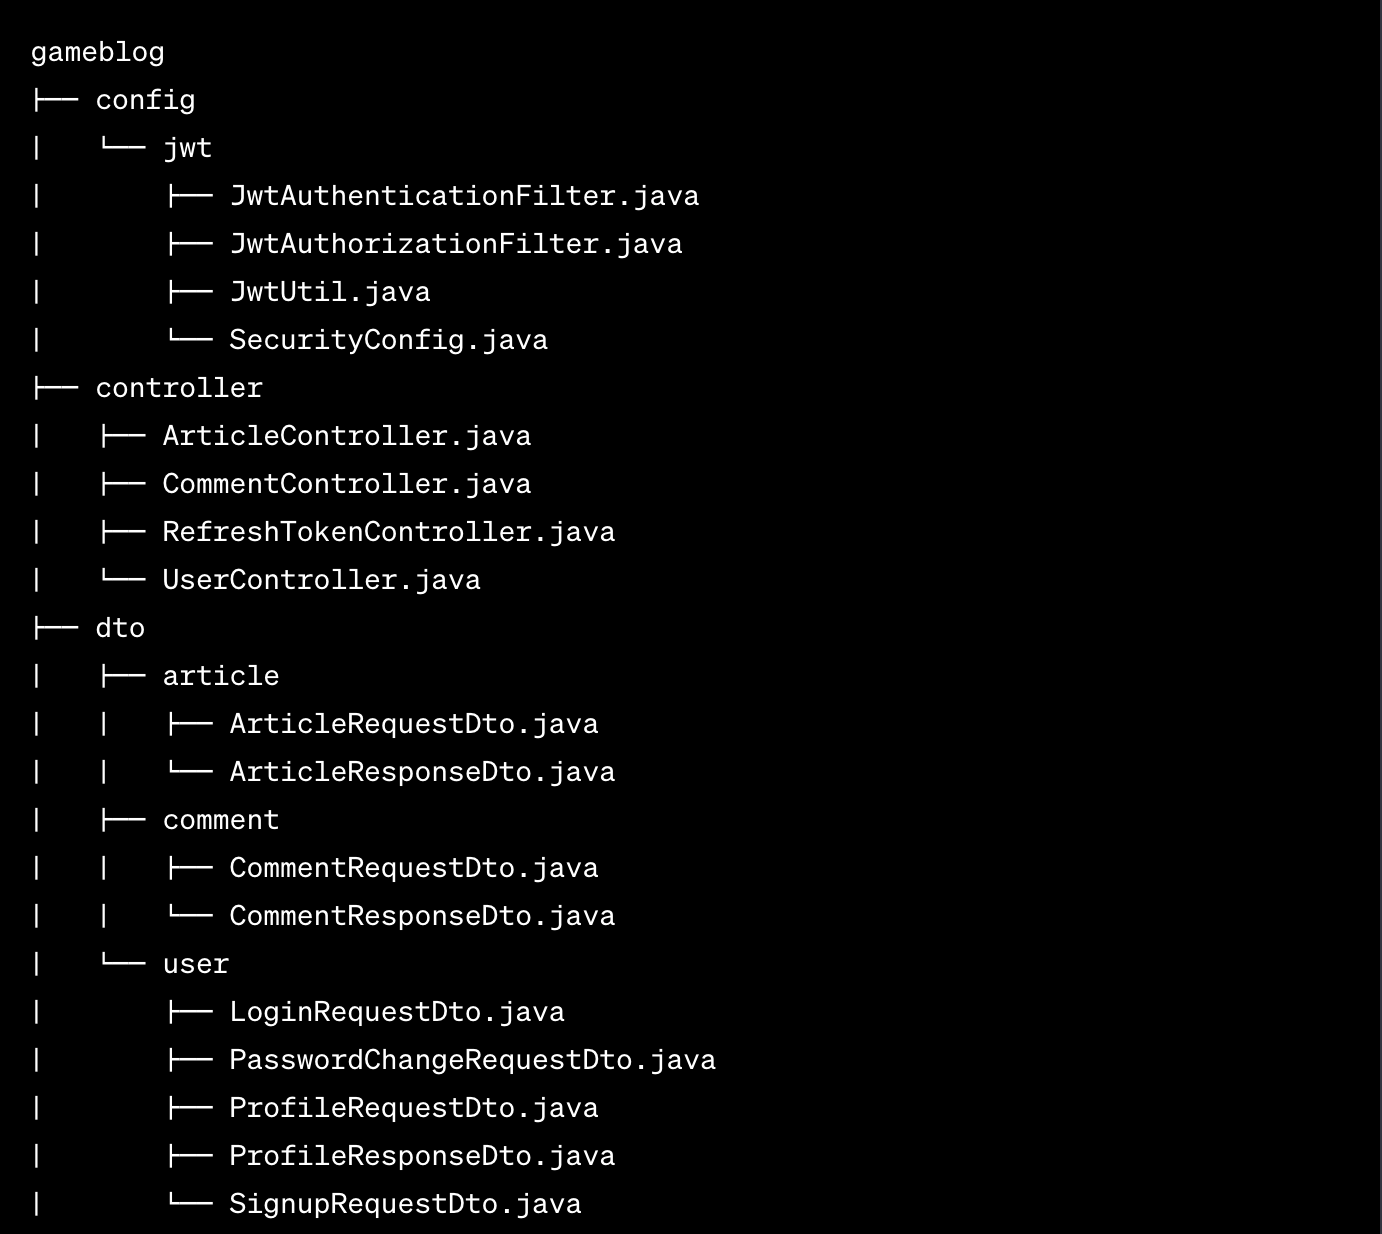 gameblog
├── config
│   └── jwt
│       ├── JwtAuthenticationFilter.java
│       ├── JwtAuthorizationFilter.java
│       ├── JwtUtil.java
│       └── SecurityConfig.java
├── controller
│   ├── ArticleController.java
│   ├── CommentController.java
│   ├── RefreshTokenController.java
│   └── UserController.java
├── dto
│   ├── article
│   │   ├── ArticleRequestDto.java
│   │   └── ArticleResponseDto.java
│   ├── comment
│   │   ├── CommentRequestDto.java
│   │   └── CommentResponseDto.java
│   └── user
│       ├── LoginRequestDto.java
│       ├── PasswordChangeRequestDto.java
│       ├── ProfileRequestDto.java
│       ├── ProfileResponseDto.java
│       └── SignupRequestDto.java